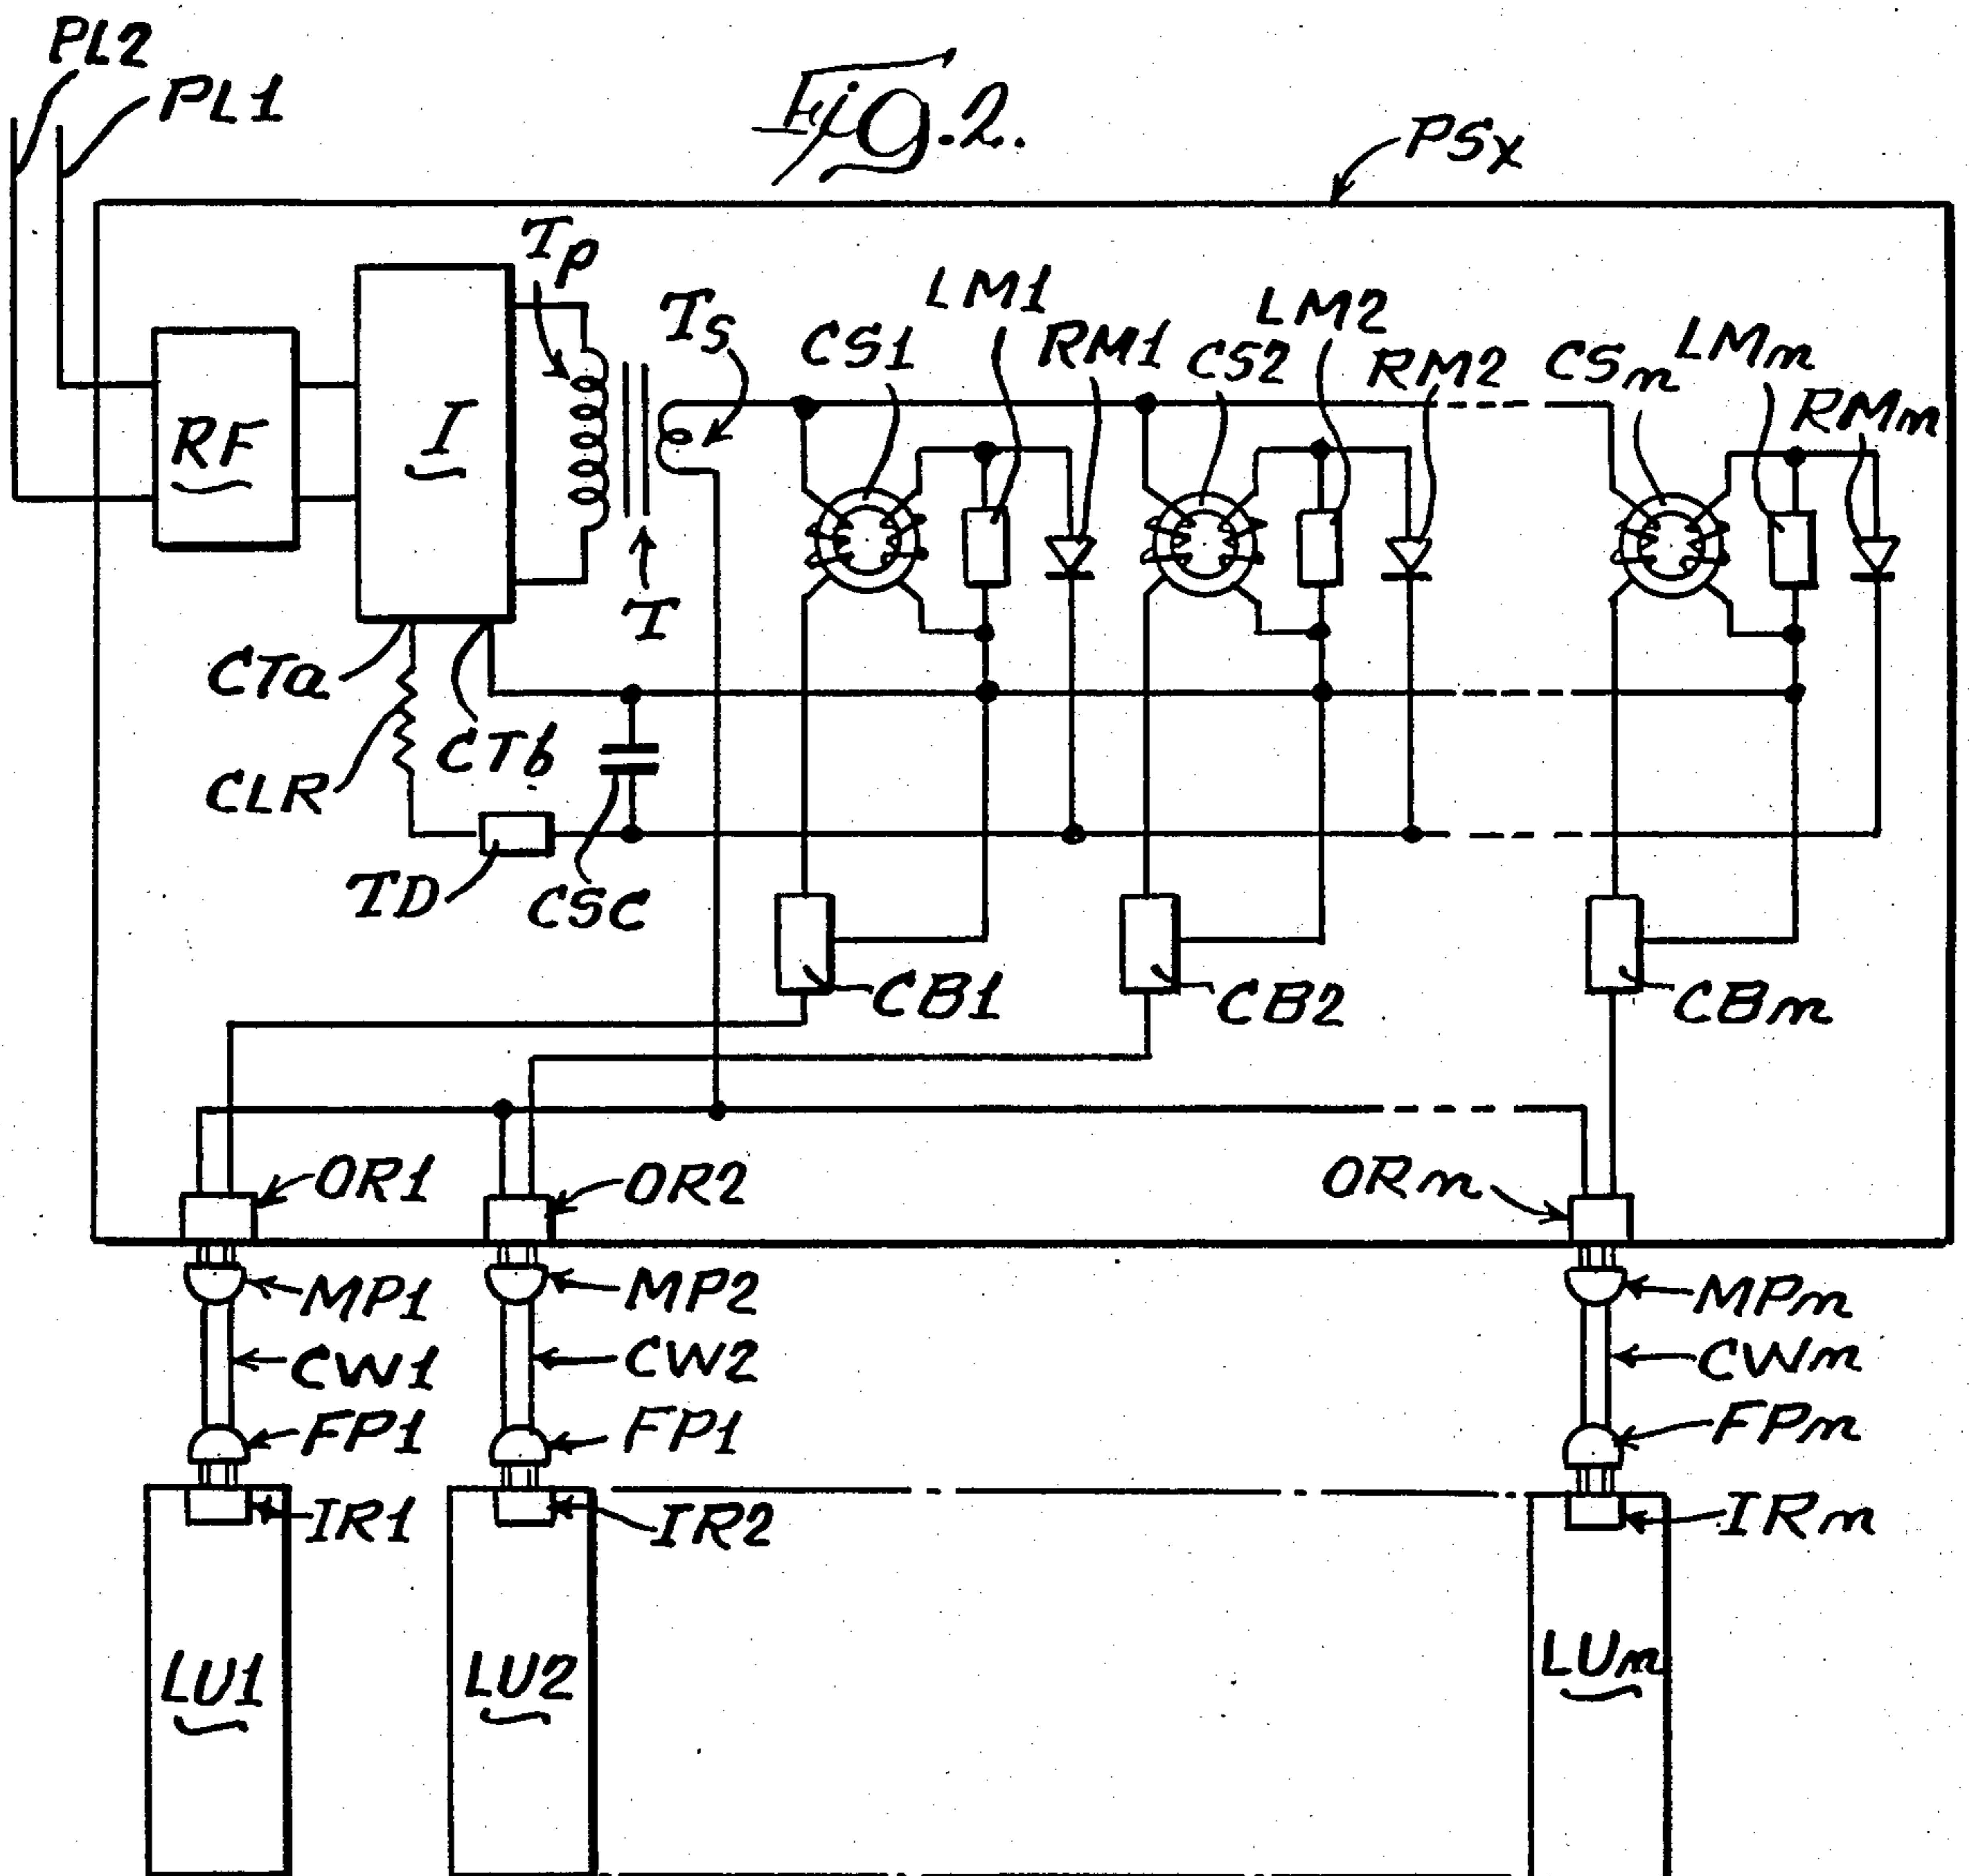 PL2
PL1
Fig.2.
PSx
Tp
Ts
CS1
LM1
RM1
CS2
LM2
RM2
CSm
LMm
RMm
RF
I
T
CTa
CTb
CLR
TD
CSC
CB1
CB2
CBm
OR1
OR2
ORm
MP1
MP2
MPm
CW1
CW2
CWm
FP1
FP1
FPm
IR1
IR2
IRm
LU1
LU2
LUm